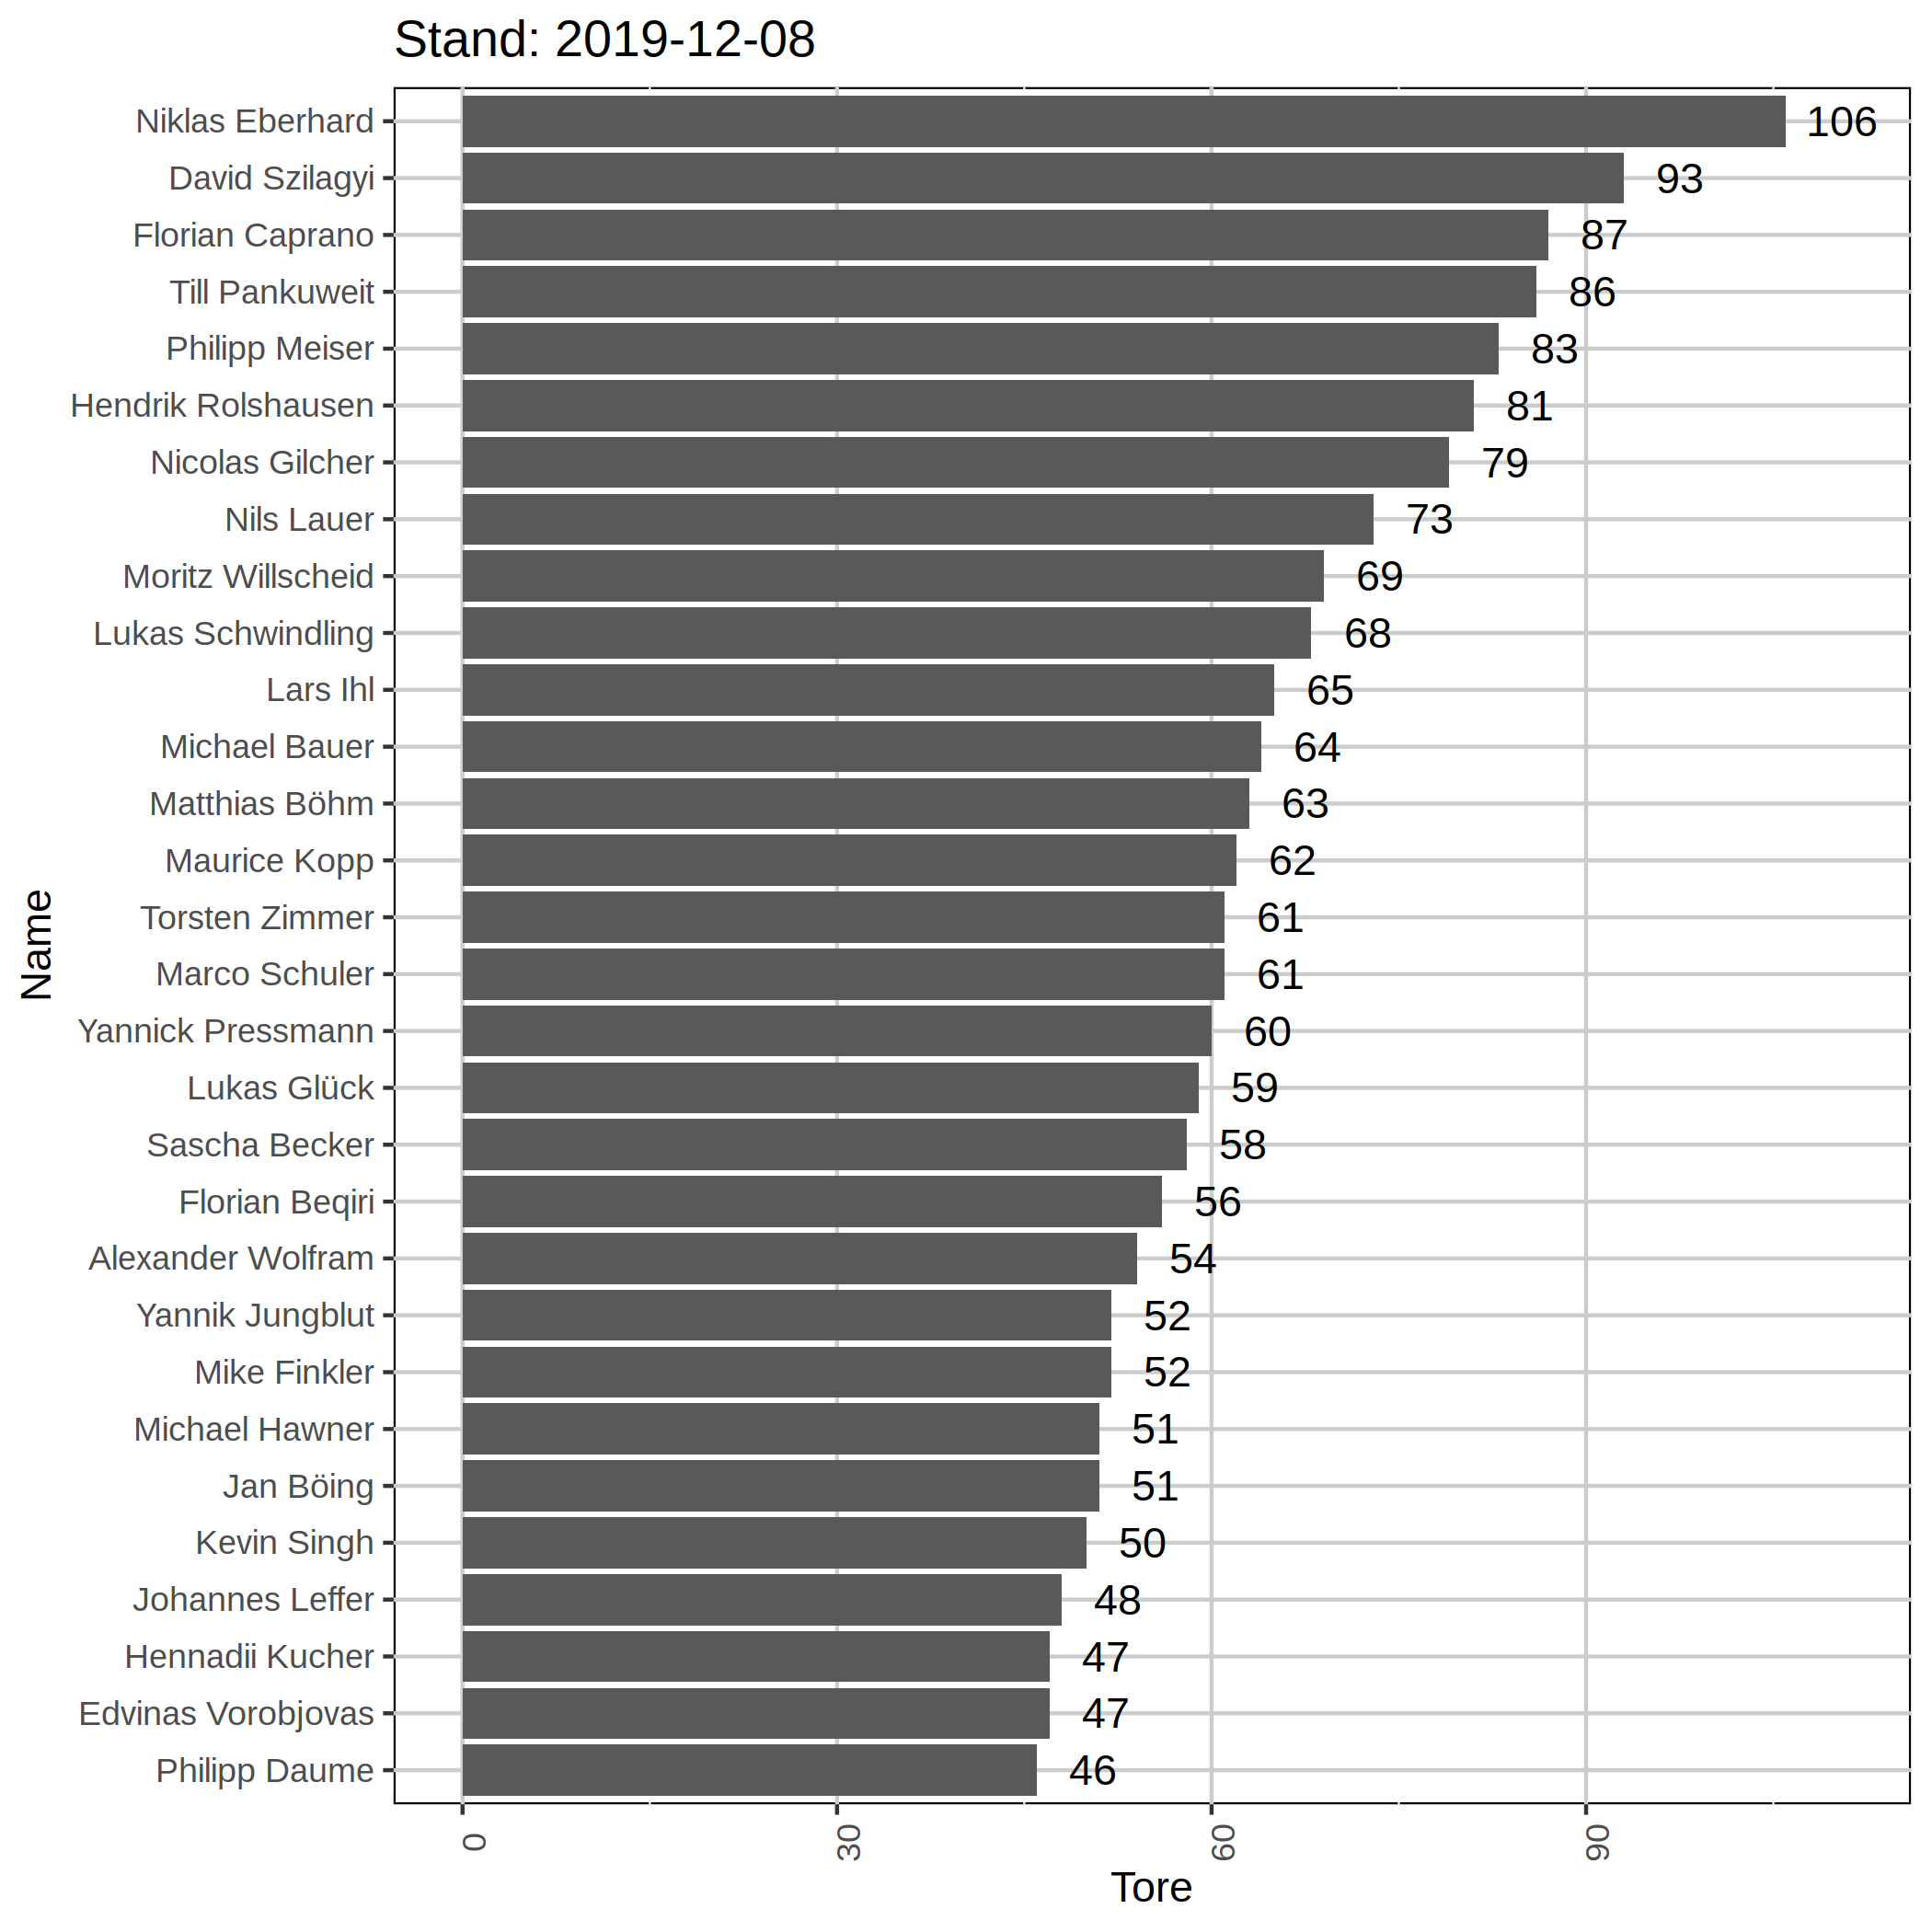 Stand: 2019-12-08
Niklas Eberhard 106
David Szilagyi 93
Florian Caprano 87
Till Pankuweit 86
Philipp Meiser 83
Hendrik Rolshausen 81
Nicolas Gilcher 79
Nils Lauer 73
Moritz Willscheid 69
Lukas Schwindling 68
Lars Ihl 65
Michael Bauer 64
Matthias Böhm 63
Maurice Kopp 62
Torsten Zimmer 61
Marco Schuler 61
Yannick Pressmann 60
Lukas Glück 59
Sascha Becker 58
Florian Beqiri 56
Alexander Wolfram 54
Yannik Jungblut 52
Mike Finkler 52
Michael Hawner 51
Jan Böing 51
Kevin Singh 50
Johannes Leffer 48
Hennadii Kucher 47
Edvinas Vorobjovas 47
Philipp Daume 46
Name
0 30 60 90
Tore